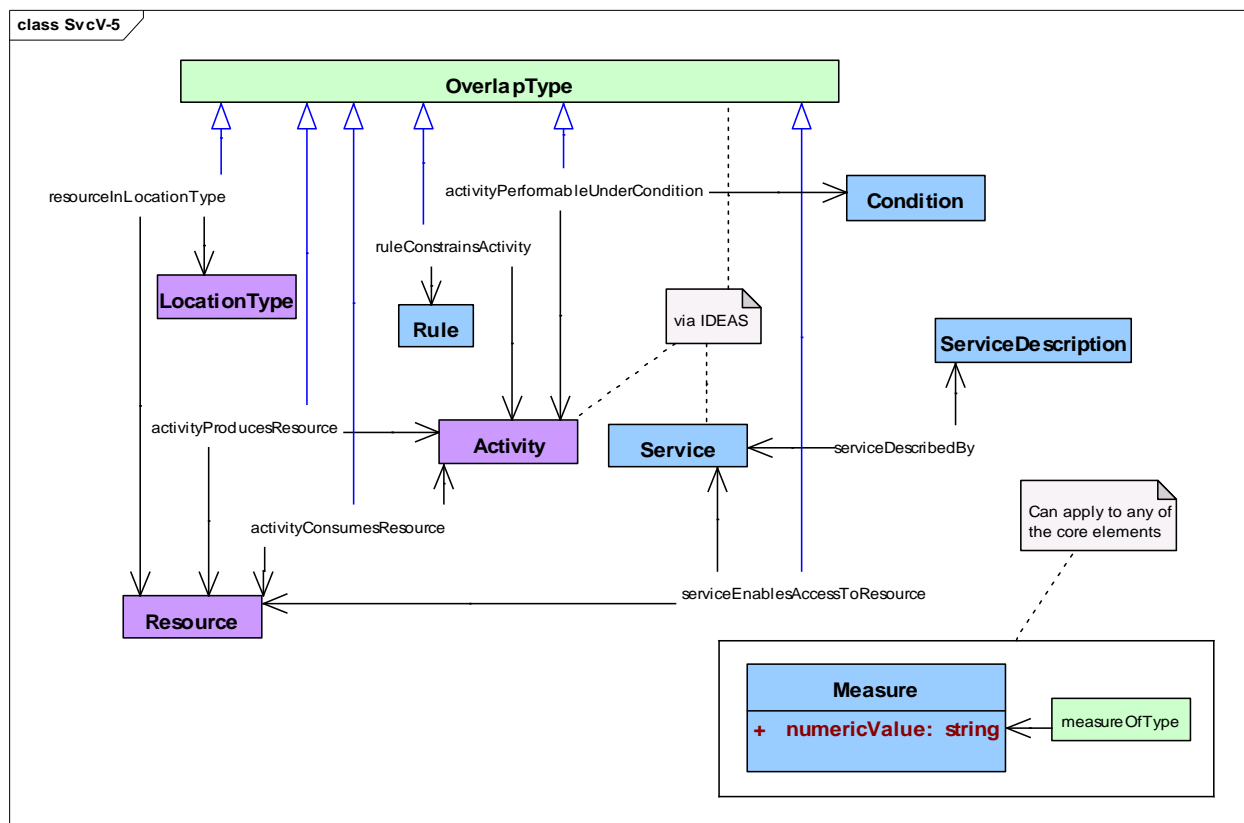 class SvcV-5
OverlapType
resourceInLocationType
activityPerformableUnderCondition
Condition
ruleConstrainsActivity
LocationType
Rule
via IDEAS
ServiceDescription
activityProducesResource
Activity
Service
serviceDescribedBy
Can apply to any of
the core elements
activityConsumesResource
serviceEnablesAccessToResource
Resource
Measure
+ numericValue: string
measureOfType